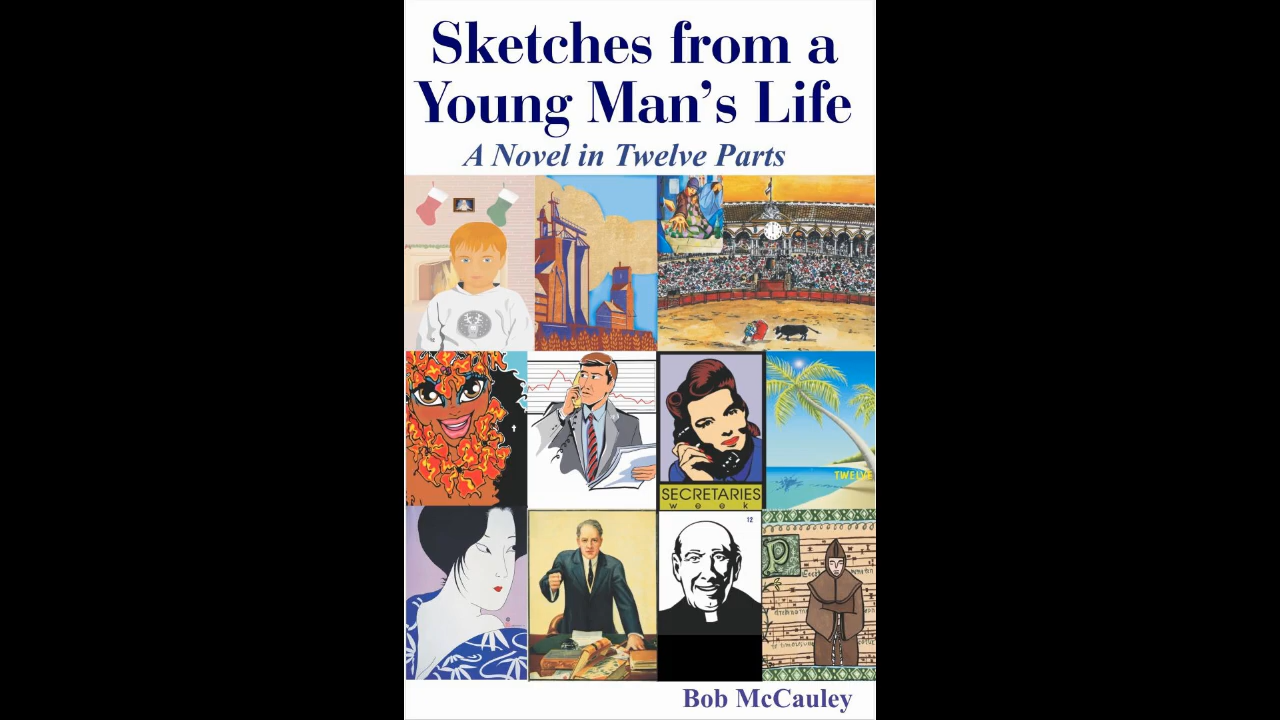 Sketches from a
Young Man's Life
A Novel in Twelve Parts
TWELVE
SECRETARIES
week
12
P
Bob McCauley